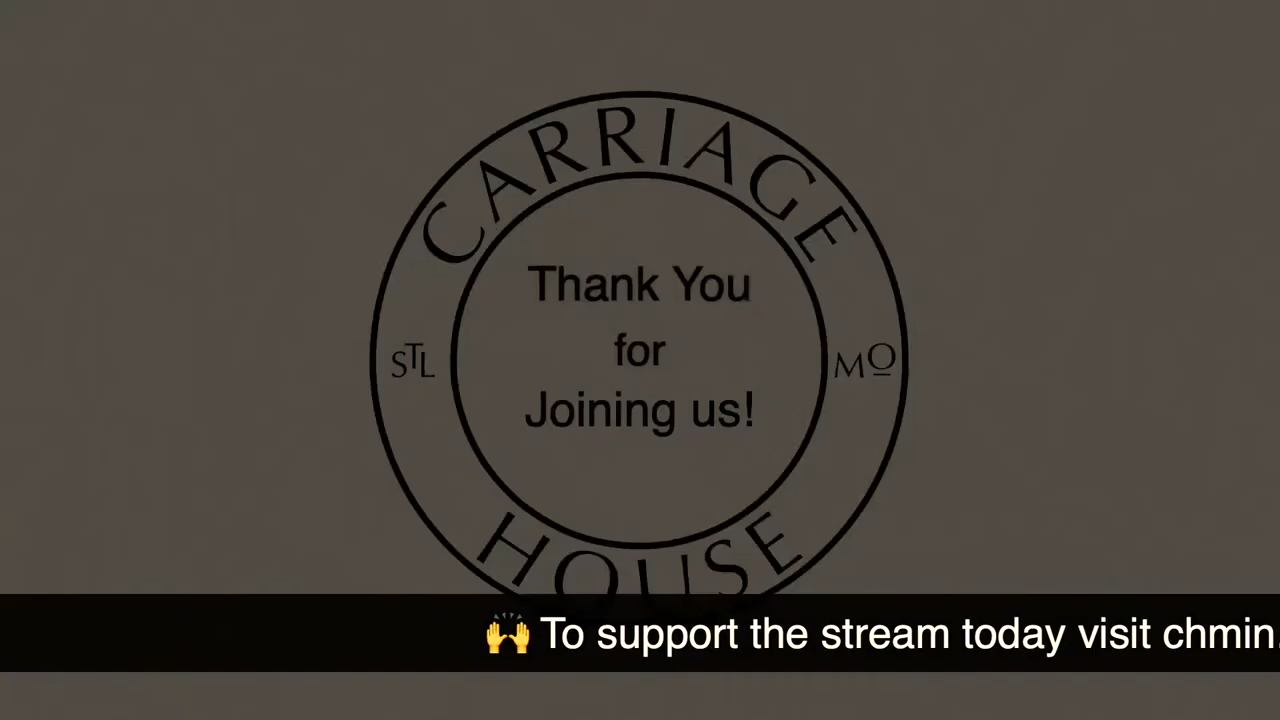 CARRIAGE
Thank You
for
Joining us!
STL
MO
HOUSE
🙌 To support the stream today visit chmin.